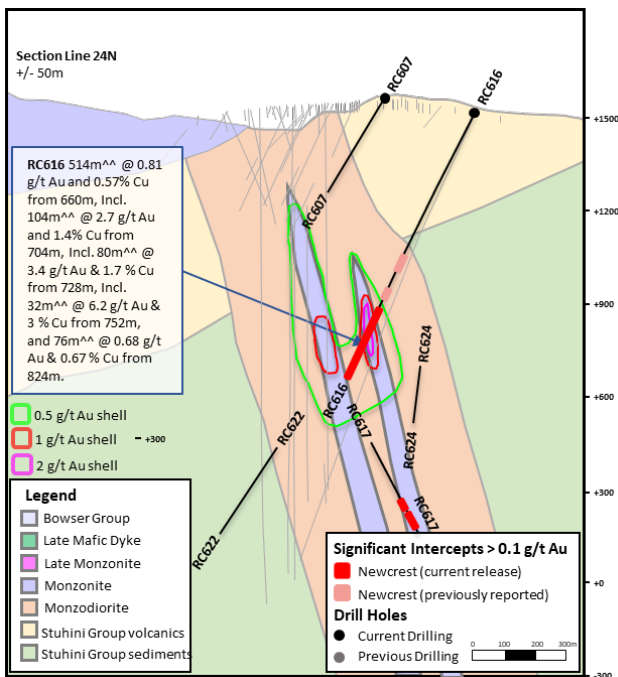 Section Line 24N
+/- 50m
RC607
RC616
+1500
RC616 514m^^ @ 0.81
g/t Au and 0.57% Cu
from 660m, Incl.
104m^^ @ 2.7 g/t Au
and 1.4% Cu from
704m, Incl. 80m^^ @
3.4 g/t Au & 1.7 % Cu
from 728m, Incl.
32m^^ @ 6.2 g/t Au &
3 % Cu from 752m,
and 76m^^ @ 0.68 g/t
Au & 0.67 % Cu from
824m.
RC607
+1200
+900
RC624
RC616
+600
RC617
RC622
RC624
0.5 g/t Au shell
1 g/t Au shell
+300
2 g/t Au shell
+300
RC617
RC622
Legend
Bowser Group
Late Mafic Dyke
Late Monzonite
Monzonite
Monzodiorite
Stuhini Group volcanics
Stuhini Group sediments
Significant Intercepts > 0.1 g/t Au
Newcrest (current release)
Newcrest (previously reported)
+0
Drill Holes
Current Drilling
Previous Drilling
0 100 200 300m
-300